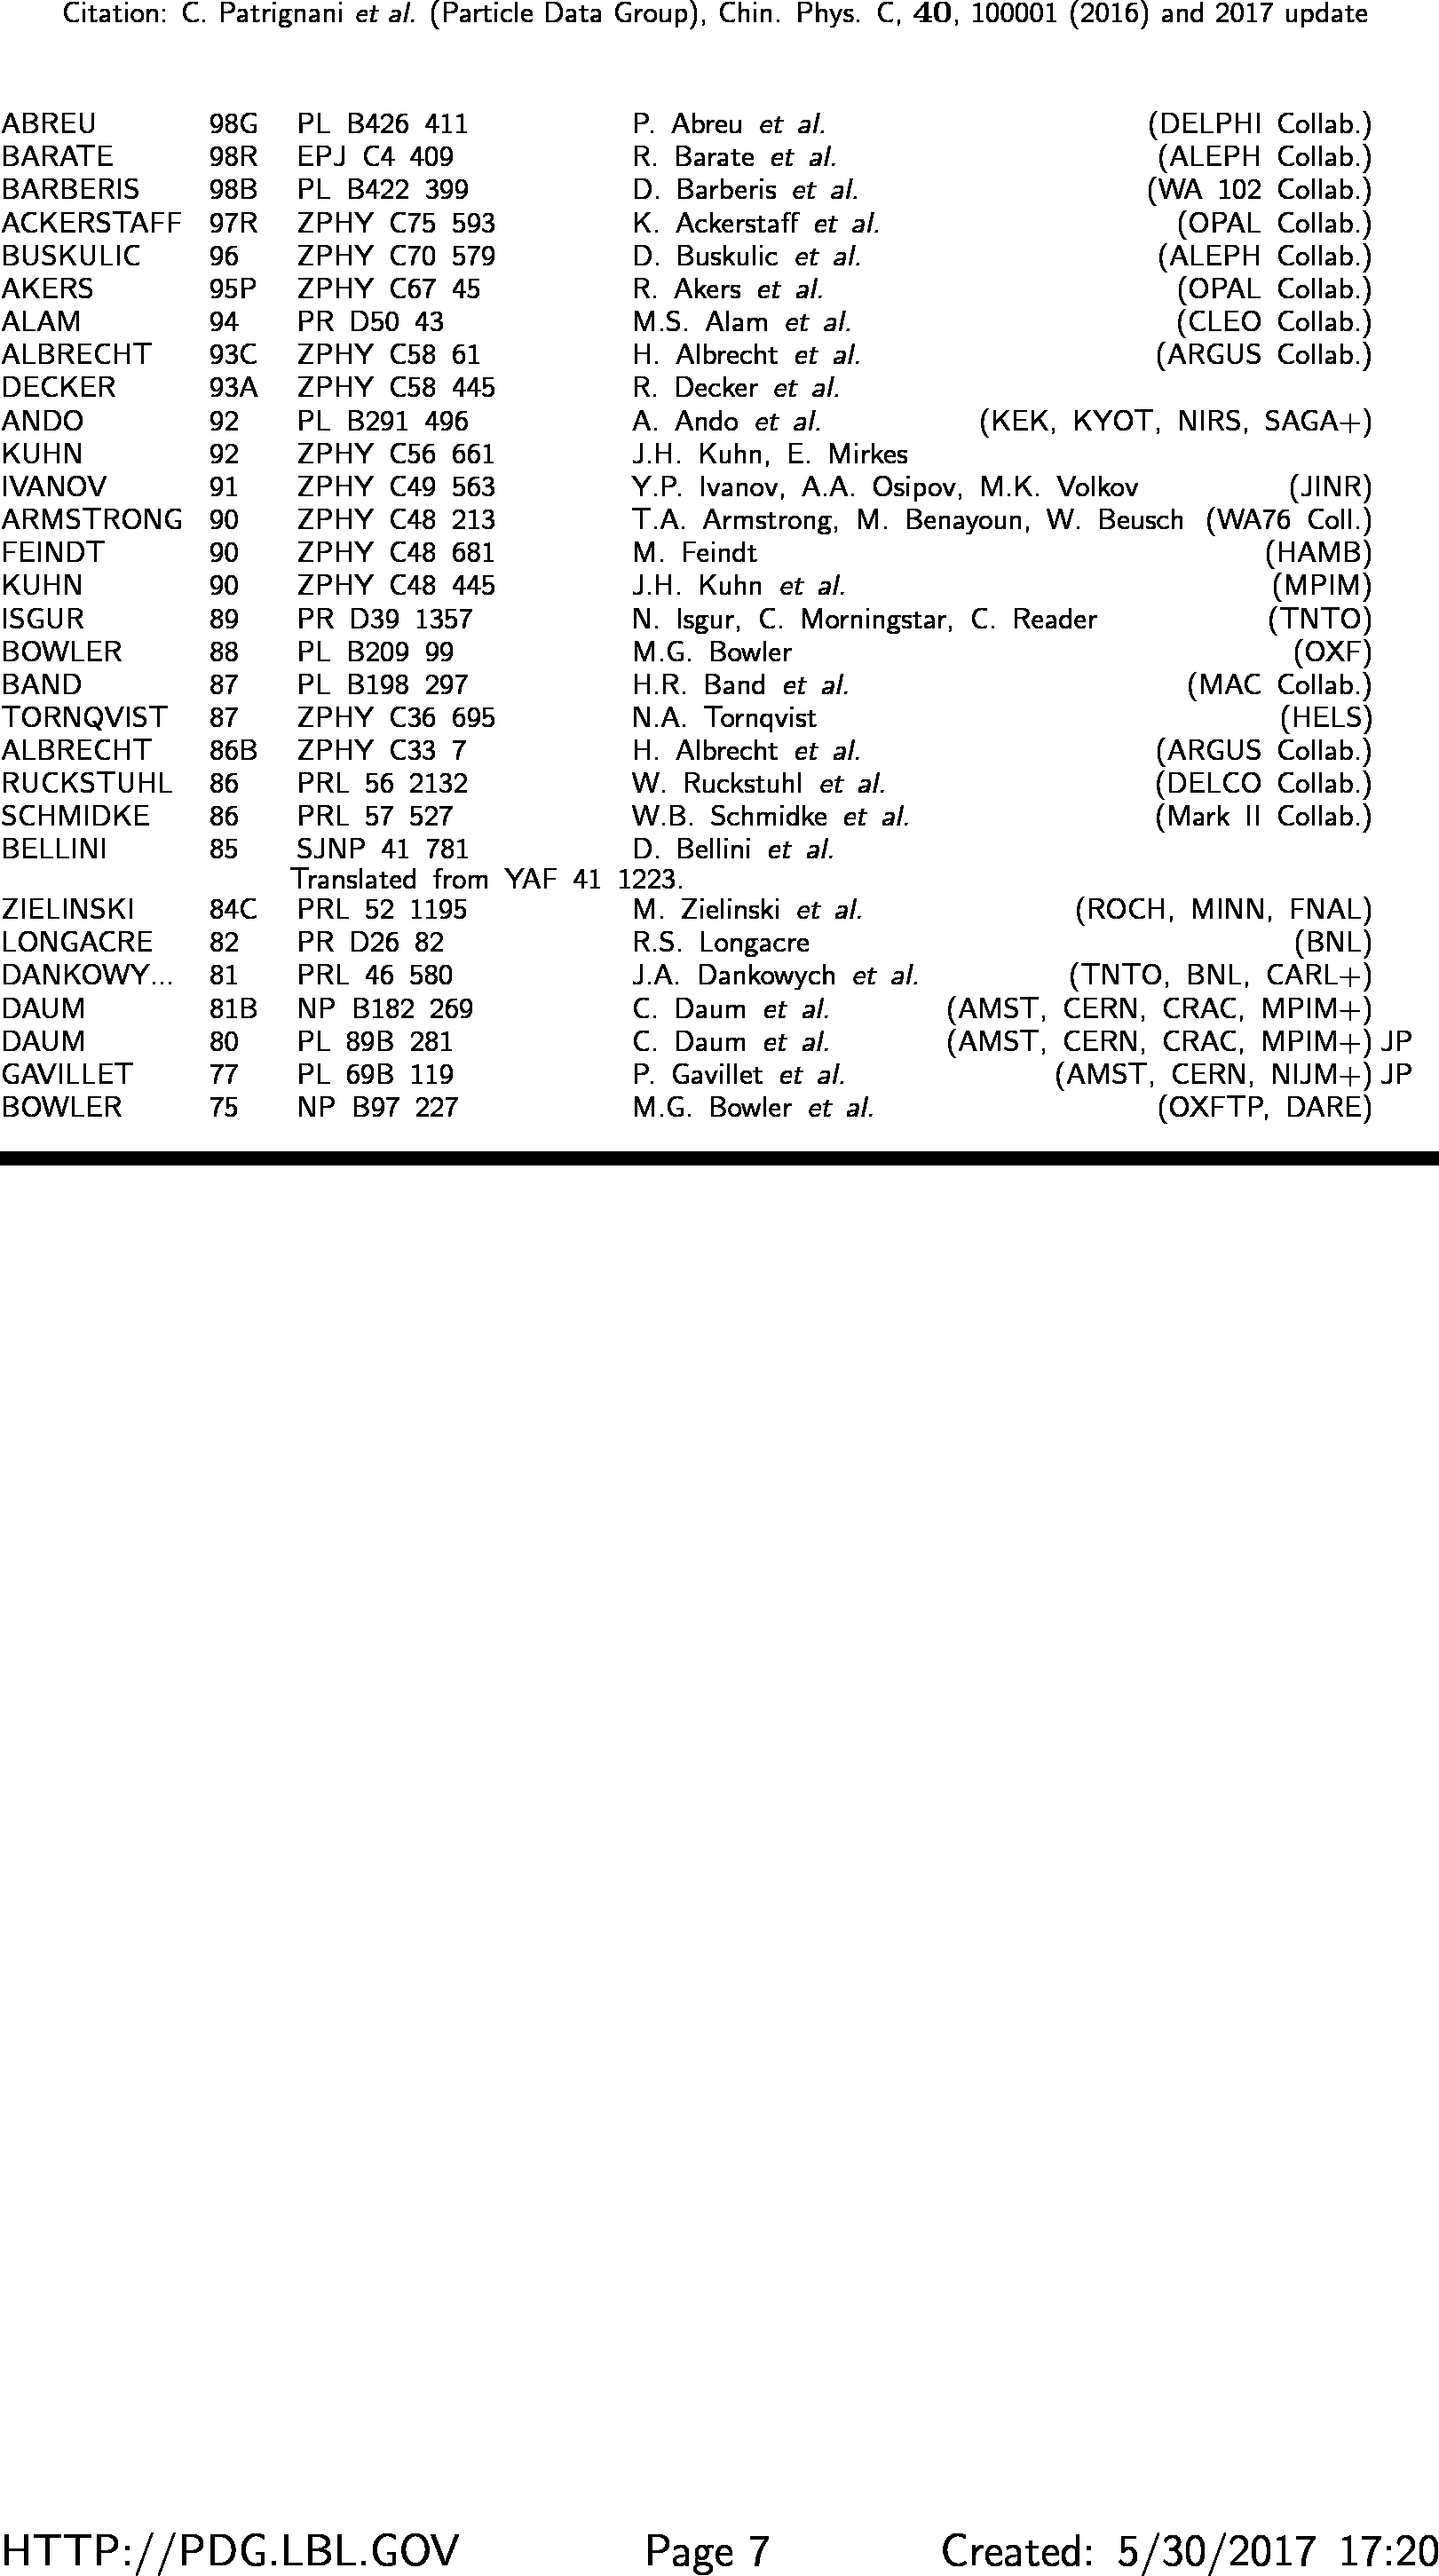 Citation: C. Patrignani et al. (Particle Data Group), Chin. Phys. C, 40, 100001 (2016) and 2017 update
ABREU 98G PL B426 411 P. Abreu et al. (DELPHI Collab.)
BARATE 98R EPJ C4 409 R. Barate et al. (ALEPH Collab.)
BARBERIS 98B PL B422 399 D. Barberis et al. (WA 102 Collab.)
ACKERSTAFF 97R ZPHY C75 593 K. Ackerstaff et al. (OPAL Collab.)
BUSKULIC 96 ZPHY C70 579 D. Buskulic et al. (ALEPH Collab.)
AKERS 95P ZPHY C67 45 R. Akers et al. (OPAL Collab.)
ALAM 94 PR D50 43 M.S. Alam et al. (CLEO Collab.)
ALBRECHT 93C ZPHY C58 61 H. Albrecht et al. (ARGUS Collab.)
DECKER 93A ZPHY C58 445 R. Decker et al.
ANDO 92 PL B291 496 A. Ando et al. (KEK, KYOT, NIRS, SAGA+)
KUHN 92 ZPHY C56 661 J.H. Kuhn, E. Mirkes
IVANOV 91 ZPHY C49 563 Y.P. Ivanov, A.A. Osipov, M.K. Volkov (JINR)
ARMSTRONG 90 ZPHY C48 213 T.A. Armstrong, M. Benayoun, W. Beusch (WA76 Coll.)
FEINDT 90 ZPHY C48 681 M. Feindt (HAMB)
KUHN 90 ZPHY C48 445 J.H. Kuhn et al. (MPIM)
ISGUR 89 PR D39 1357 N. Isgur, C. Morningstar, C. Reader (TNTO)
BOWLER 88 PL B209 99 M.G. Bowler (OXF)
BAND 87 PL B198 297 H.R. Band et al. (MAC Collab.)
TORNQVIST 87 ZPHY C36 695 N.A. Tornqvist (HELS)
ALBRECHT 86B ZPHY C33 7 H. Albrecht et al. (ARGUS Collab.)
RUCKSTUHL 86 PRL 56 2132 W. Ruckstuhl et al. (DELCO Collab.)
SCHMIDKE 86 PRL 57 527 W.B. Schmidke et al. (Mark II Collab.)
BELLINI 85 SJNP 41 781 D. Bellini et al.
Translated from YAF 41 1223.
ZIELINSKI 84C PRL 52 1195 M. Zielinski et al. (ROCH, MINN, FNAL)
LONGACRE 82 PR D26 82 R.S. Longacre (BNL)
DANKOWY... 81 PRL 46 580 J.A. Dankowych et al. (TNTO, BNL, CARL+)
DAUM 81B NP B182 269 C. Daum et al. (AMST, CERN, CRAC, MPIM+)
DAUM 80 PL 89B 281 C. Daum et al. (AMST, CERN, CRAC, MPIM+) JP
GAVILLET 77 PL 69B 119 P. Gavillet et al. (AMST, CERN, NIJM+) JP
BOWLER 75 NP B97 227 M.G. Bowler et al. (OXFTP, DARE)
HTTP://PDG.LBL.GOV Page 7 Created: 5/30/2017 17:20